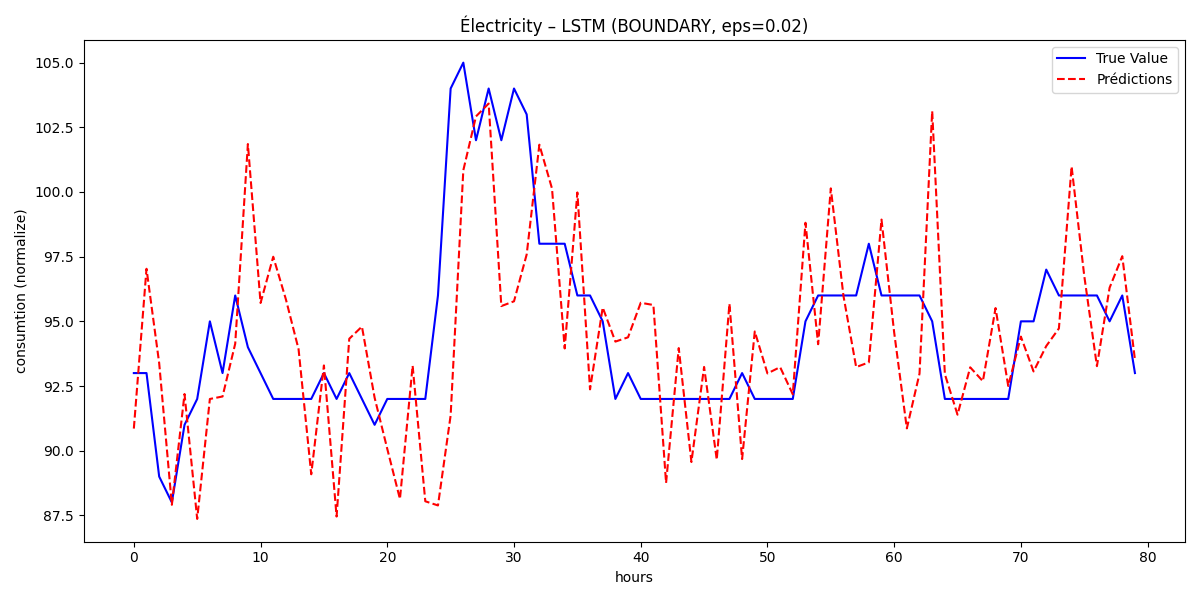 Électricity – LSTM (BOUNDARY, eps=0.02)
True Value
Prédictions
consumtion (normalize)
105.0
102.5
100.0
97.5
95.0
92.5
90.0
87.5
0 10 20 30 40 50 60 70 80
hours